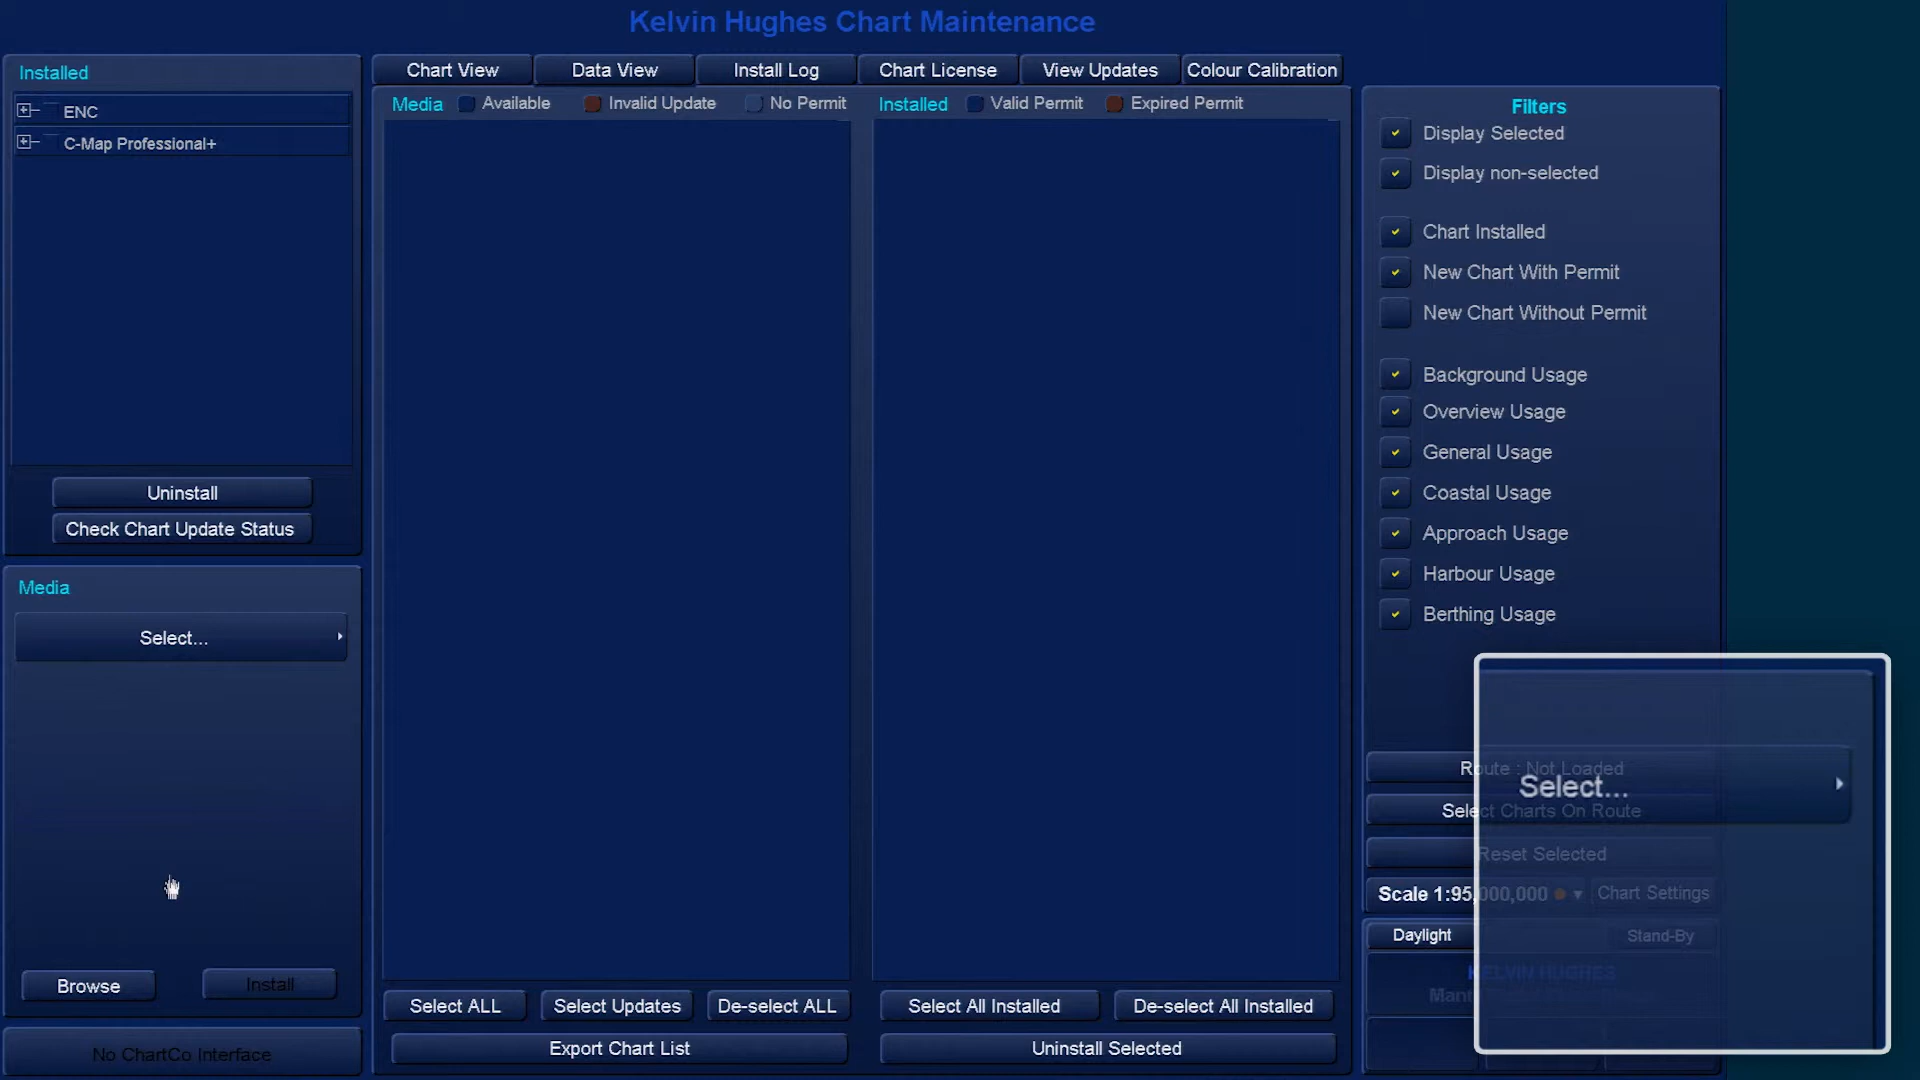 Kelvin Hughes Chart Maintenance
Installed
ENC
C-Map Professional+
Uninstall
Check Chart Update Status
Media
Select...
Browse
Install
No ChartCo Interface
Chart View
Data View
Install Log
Chart License
View Updates
Colour Calibration
Media
Available
Invalid Update
No Permit
Installed
Valid Permit
Expired Permit
Select ALL
Select Updates
De-select ALL
Select All Installed
De-select All Installed
Export Chart List
Uninstall Selected
Filters
Display Selected
Display non-selected
Chart Installed
New Chart With Permit
New Chart Without Permit
Background Usage
Overview Usage
General Usage
Coastal Usage
Approach Usage
Harbour Usage
Berthing Usage
Route : Not Loaded
Select...
Select Charts On Route
Reset Selected
Scale 1:95,000,000
Chart Settings
Daylight
Stand-By
KELVIN HUGHES